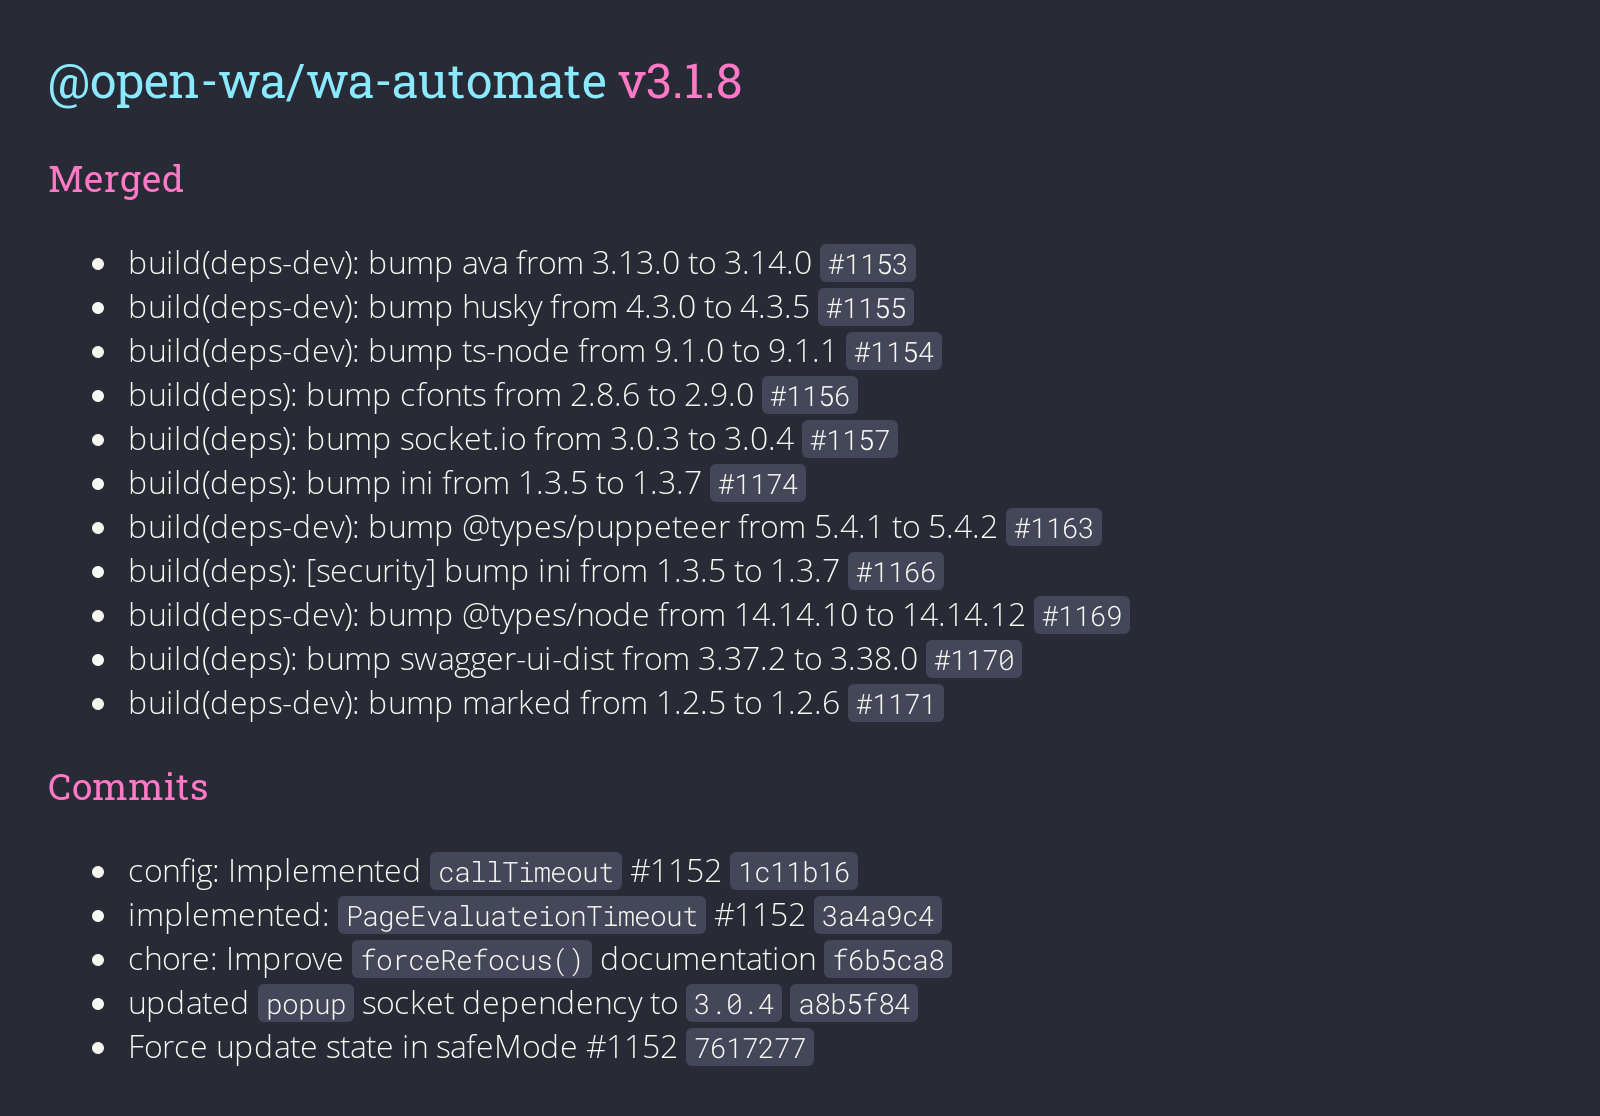 @open-wa/wa-automate v3.1.8
Merged
build(deps-dev): bump ava from 3.13.0 to 3.14.0 #1153
build(deps-dev): bump husky from 4.3.0 to 4.3.5 #1155
build(deps-dev): bump ts-node from 9.1.0 to 9.1.1 #1154
build(deps): bump cfonts from 2.8.6 to 2.9.0 #1156
build(deps): bump socket.io from 3.0.3 to 3.0.4 #1157
build(deps): bump ini from 1.3.5 to 1.3.7 #1174
build(deps-dev): bump @types/puppeteer from 5.4.1 to 5.4.2 #1163
build(deps): [security] bump ini from 1.3.5 to 1.3.7 #1166
build(deps-dev): bump @types/node from 14.14.10 to 14.14.12 #1169
build(deps): bump swagger-ui-dist from 3.37.2 to 3.38.0 #1170
build(deps-dev): bump marked from 1.2.5 to 1.2.6 #1171
Commits
config: Implemented callTimeout #1152 1c11b16
implemented: PageEvaluateionTimeout #1152 3a4a9c4
chore: Improve forceRefocus() documentation f6b5ca8
updated popup socket dependency to 3.0.4 a8b5f84
Force update state in safeMode #1152 7617277